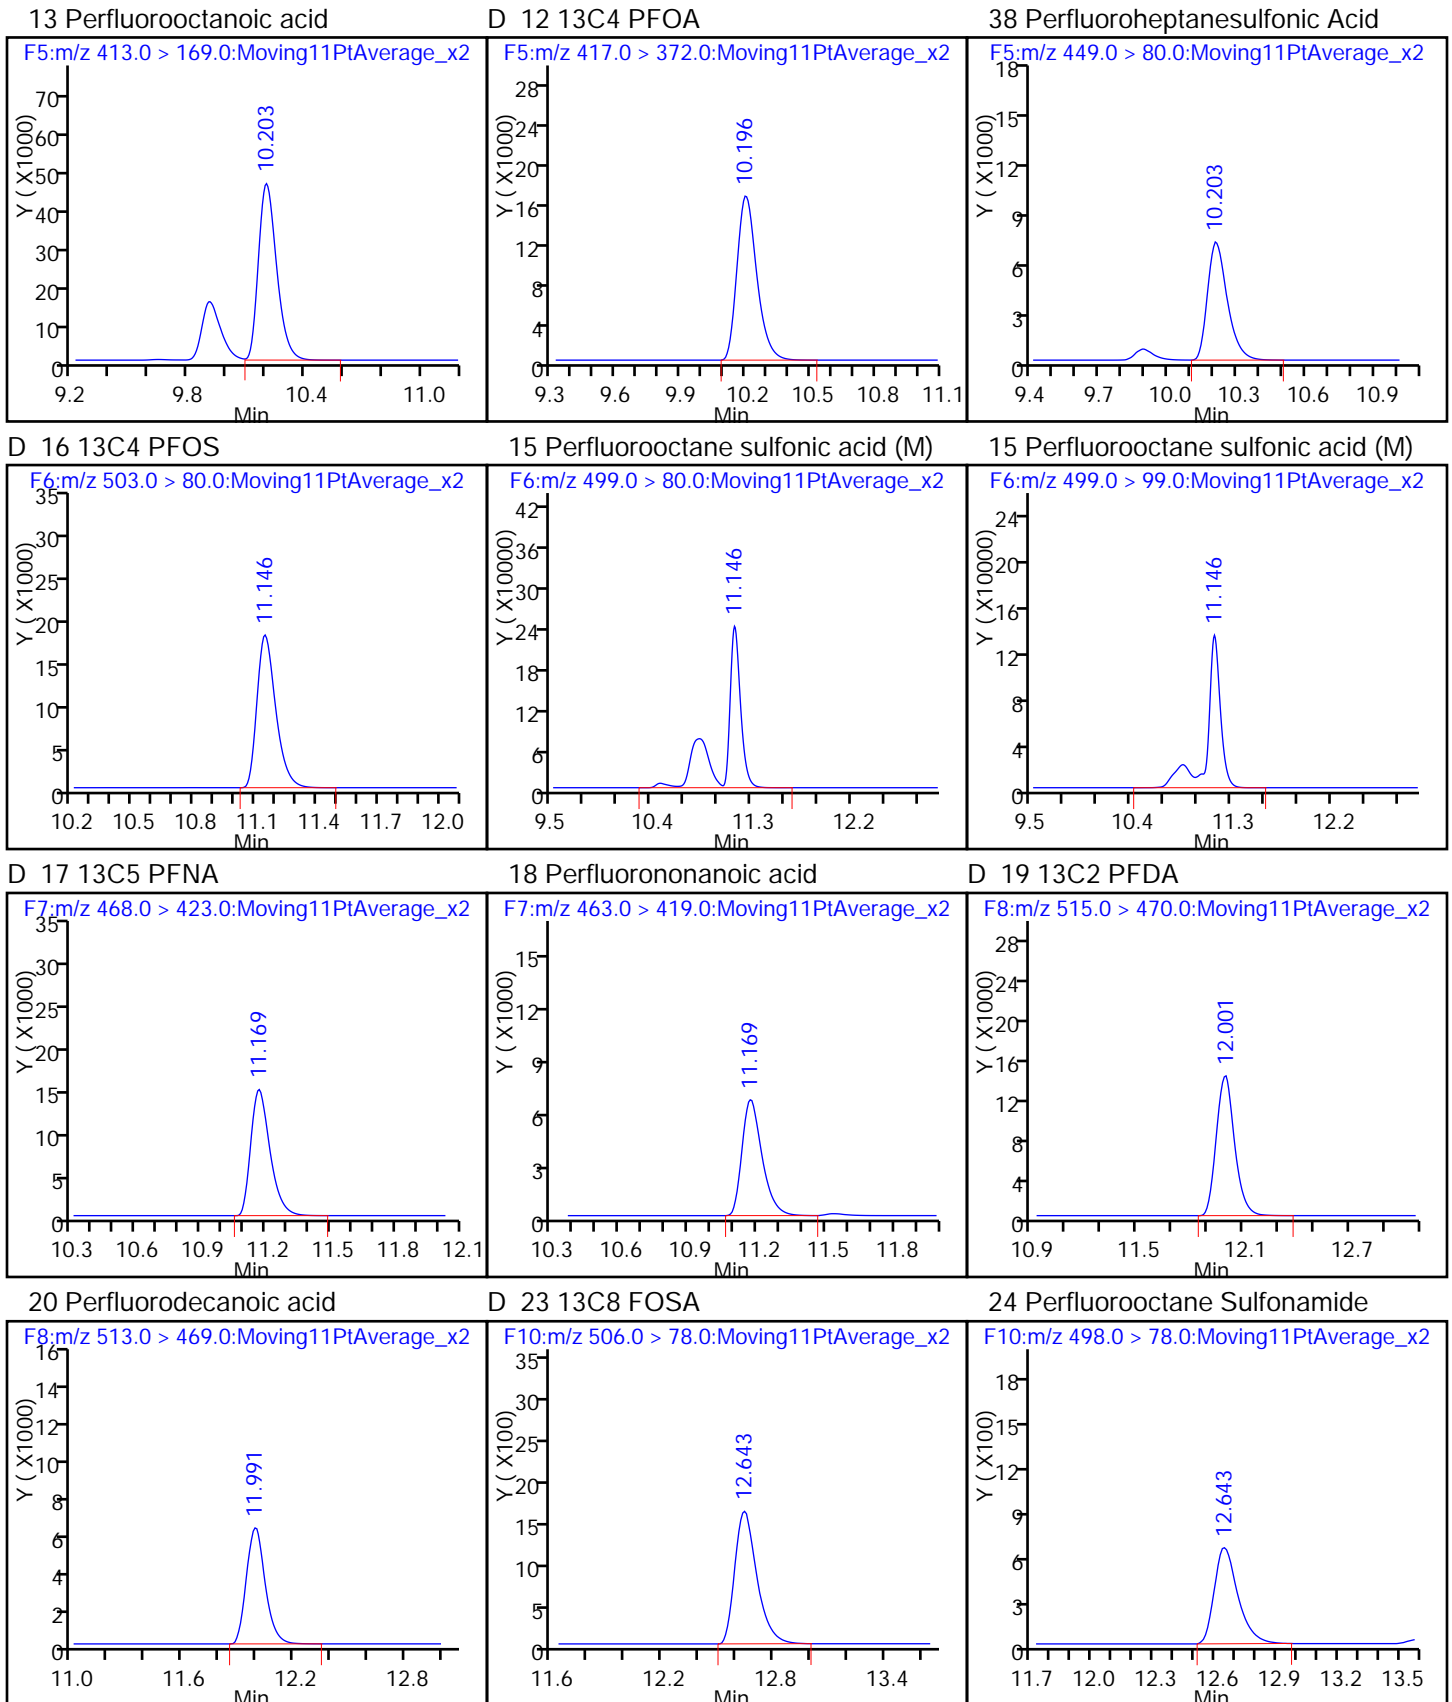 13 Perfluorooctanoic acid
F5:m/z 413.0 > 169.0:Moving11PtAverage_x2
Y ( X1000)
70
60
50
40
30
20
10
0
10.203
9.2 9.8 10.4 11.0
Min
D 12 13C4 PFOA
F5:m/z 417.0 > 372.0:Moving11PtAverage_x2
Y ( X1000)
28
24
20
16
12
8
4
0
10.196
9.3 9.6 9.9 10.2 10.5 10.8 11.1
Min
38 Perfluoroheptanesulfonic Acid
F5:m/z 449.0 > 80.0:Moving11PtAverage_x2
Y ( X1000)
18
15
12
9
6
3
0
10.203
9.4 9.7 10.0 10.3 10.6 10.9
Min
D 16 13C4 PFOS
F6:m/z 503.0 > 80.0:Moving11PtAverage_x2
Y ( X1000)
35
30
25
20
15
10
5
0
11.146
10.2 10.5 10.8 11.1 11.4 11.7 12.0
Min
15 Perfluorooctane sulfonic acid (M)
F6:m/z 499.0 > 80.0:Moving11PtAverage_x2
Y ( X10000)
42
36
30
24
18
12
6
0
11.146
9.5 10.4 11.3 12.2
Min
15 Perfluorooctane sulfonic acid (M)
F6:m/z 499.0 > 99.0:Moving11PtAverage_x2
Y ( X10000)
24
20
16
12
8
4
0
11.146
9.5 10.4 11.3 12.2
Min
D 17 13C5 PFNA
F7:m/z 468.0 > 423.0:Moving11PtAverage_x2
Y ( X1000)
35
30
25
20
15
10
5
0
11.169
10.3 10.6 10.9 11.2 11.5 11.8 12.1
Min
18 Perfluorononanoic acid
F7:m/z 463.0 > 419.0:Moving11PtAverage_x2
Y ( X1000)
15
12
9
6
3
0
11.169
10.3 10.6 10.9 11.2 11.5 11.8
Min
D 19 13C2 PFDA
F8:m/z 515.0 > 470.0:Moving11PtAverage_x2
Y ( X1000)
28
24
20
16
12
8
4
0
12.001
10.9 11.5 12.1 12.7
Min
20 Perfluorodecanoic acid
F8:m/z 513.0 > 469.0:Moving11PtAverage_x2
Y ( X1000)
16
14
12
10
8
6
4
2
0
11.991
11.0 11.6 12.2 12.8
Min
D 23 13C8 FOSA
F10:m/z 506.0 > 78.0:Moving11PtAverage_x2
Y ( X100)
35
30
25
20
15
10
5
0
12.643
11.6 12.2 12.8 13.4
Min
24 Perfluorooctane Sulfonamide
F10:m/z 498.0 > 78.0:Moving11PtAverage_x2
Y ( X100)
18
15
12
9
6
3
0
12.643
11.7 12.0 12.3 12.6 12.9 13.2 13.5
Min